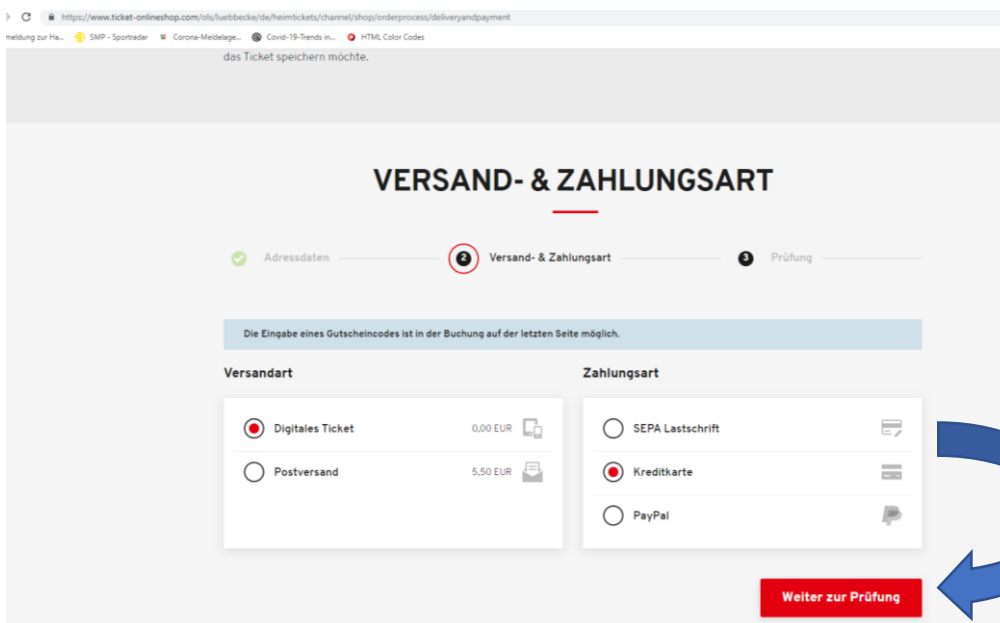 https://www.ticket-onlineshop.com/ols/luebbecke/de/heimtickets/channel/shop/orderprocess/deliveryandpayment
meldung zur Ha... SMP - Sportradar Corona-Meldelage... Covid-19-Trends in... HTML Color Codes
das Ticket speichern möchte.
VERSAND- & ZAHLUNGSART
Adressdaten 2 Versand- & Zahlungsart 3 Prüfung
Die Eingabe eines Gutscheincodes ist in der Buchung auf der letzten Seite möglich.
Versandart Zahlungsart
Digitales Ticket 0,00 EUR SEPA Lastschrift
Postversand 5,50 EUR Kreditkarte
PayPal
Weiter zur Prüfung